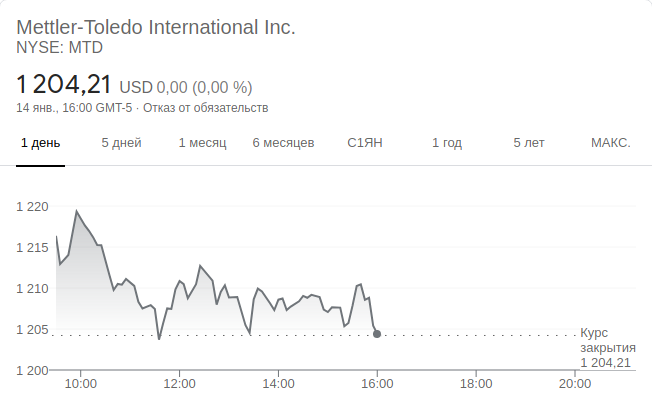 Mettler-Toledo International Inc.
NYSE: MTD
1 204,21 USD 0,00 (0,00 %)
14 янв., 16:00 GMT-5 · Отказ от обязательств
1 день 5 дней 1 месяц 6 месяцев С1ЯН 1 год 5 лет МАКС.
1 220
1 215
1 210
1 205
Курс
закрытия
1 204,21
1 200
10:00 12:00 14:00 16:00 18:00 20:00